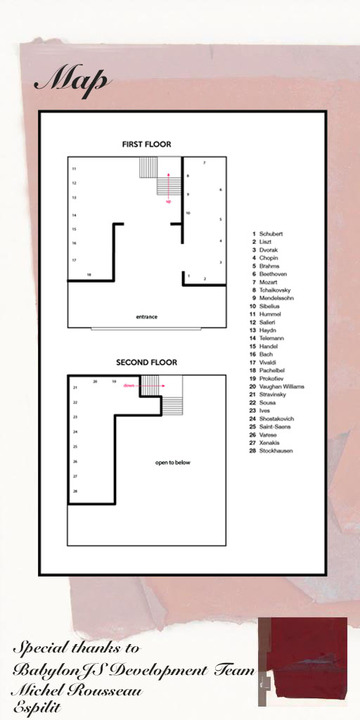 Map
FIRST FLOOR
11
12
13
14
15
16
17
18
8
up
9
10
7
6
5
4
3
1
2
entrance
SECOND FLOOR
20
19
down
21
22
23
24
25
26
27
28
open to below
1 Schubert
2 Liszt
3 Dvorak
4 Chopin
5 Brahms
6 Beethoven
7 Mozart
8 Tchaikovsky
9 Mendelssohn
10 Sibelius
11 Hummel
12 Salieri
13 Haydn
14 Telemann
15 Handel
16 Bach
17 Vivaldi
18 Pachelbel
19 Prokofiev
20 Vaughan Williams
21 Stravinsky
22 Sousa
23 Ives
24 Shostakovich
25 Saint-Saens
26 Varese
27 Xenakis
28 Stockhausen
Special thanks to
BabylonJS Development Team
Michel Rousseau
Espilit